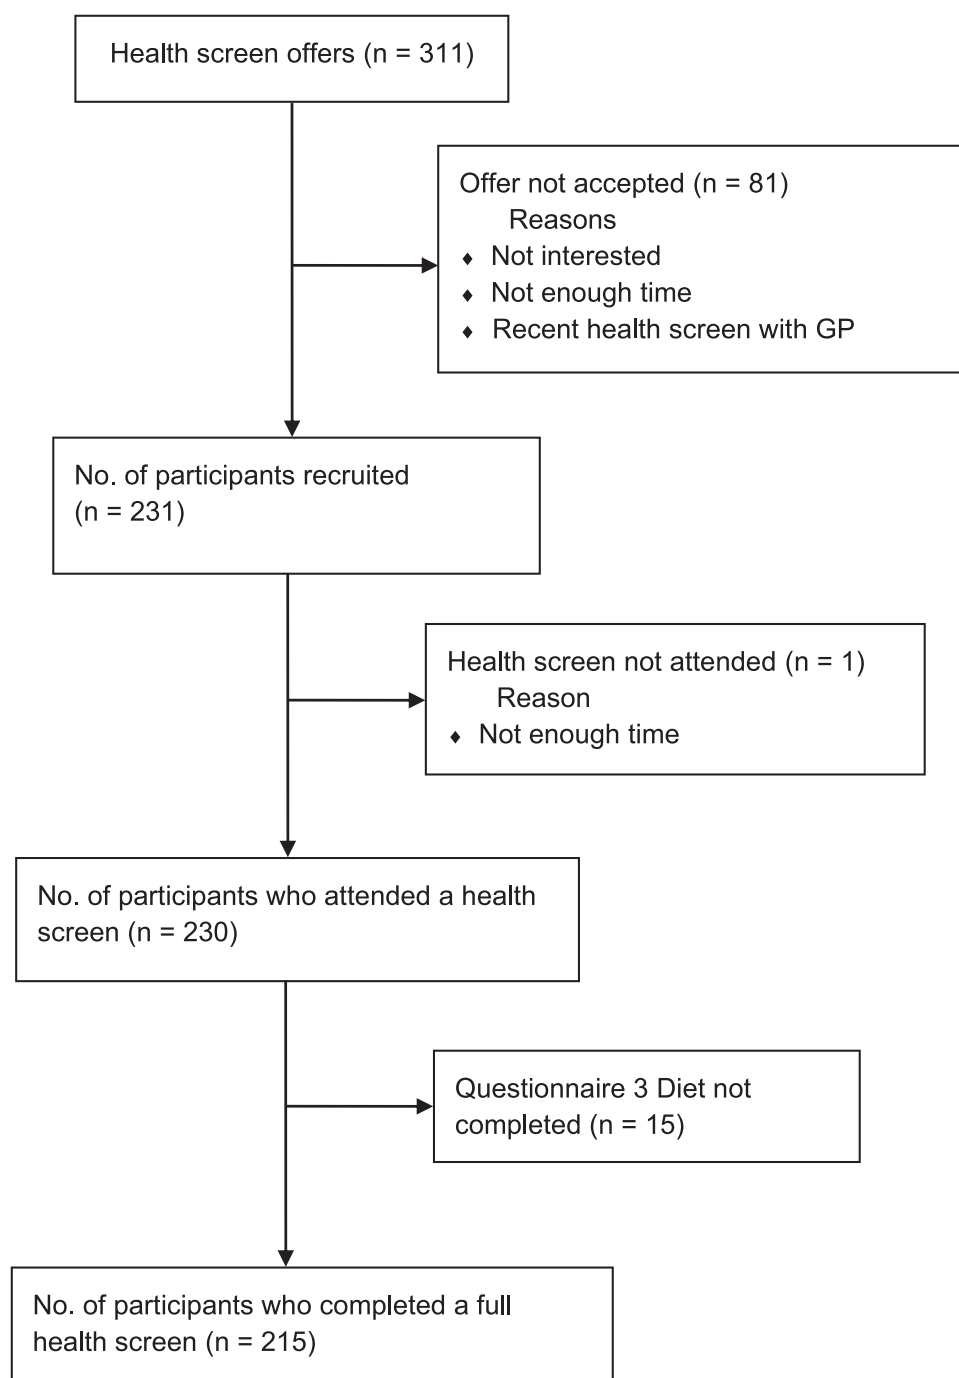 Health screen offers (n = 311)
Offer not accepted (n = 81)
Reasons
♦ Not interested
♦ Not enough time
♦ Recent health screen with GP
No. of participants recruited
(n = 231)
Health screen not attended (n = 1)
Reason
♦ Not enough time
No. of participants who attended a health
screen (n = 230)
Questionnaire 3 Diet not
completed (n = 15)
No. of participants who completed a full
health screen (n = 215)